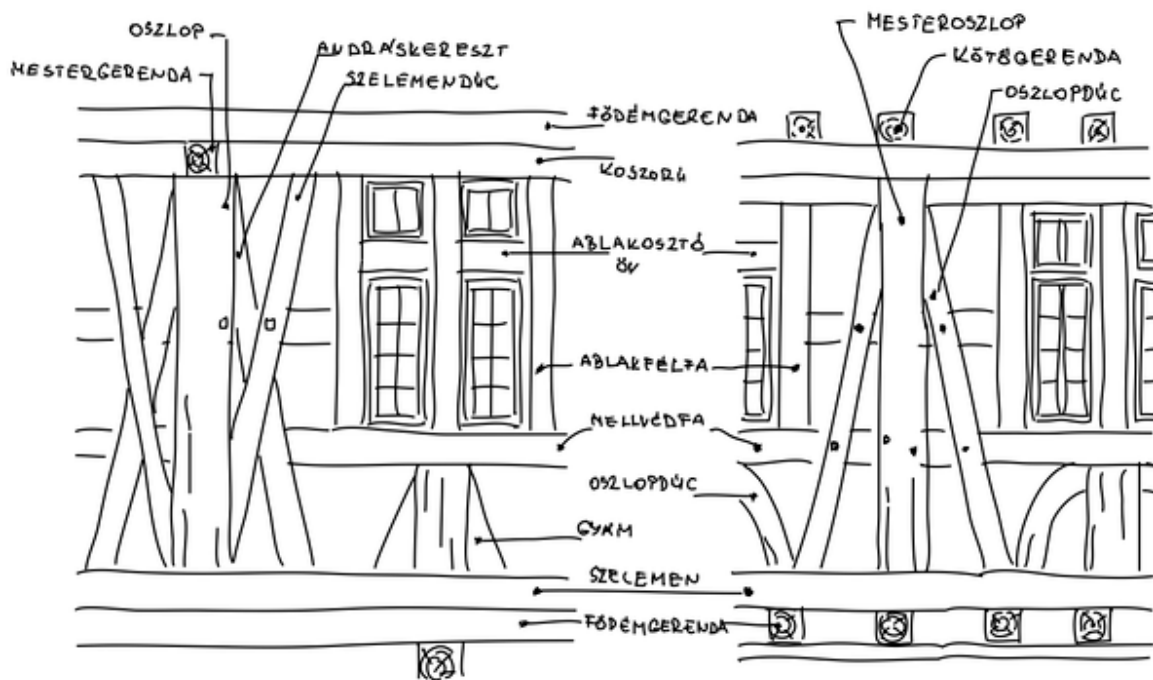 OSZLOP
MESTERGERENDA
ANDRÁSKERESZT
SZELEMENDÚC
FÖDÉMGERENDA
KOSZORÚ
MESTEROSZLOP
KÖTŐGERENDA
OSZLOPDÚC
ABLAKOSZTÓ
ÖV
ABLAKFÉLFA
MELLVÉDFA
OSZLOPDÚC
GYÁM
SZELEMEN
FÖDÉMGERENDA